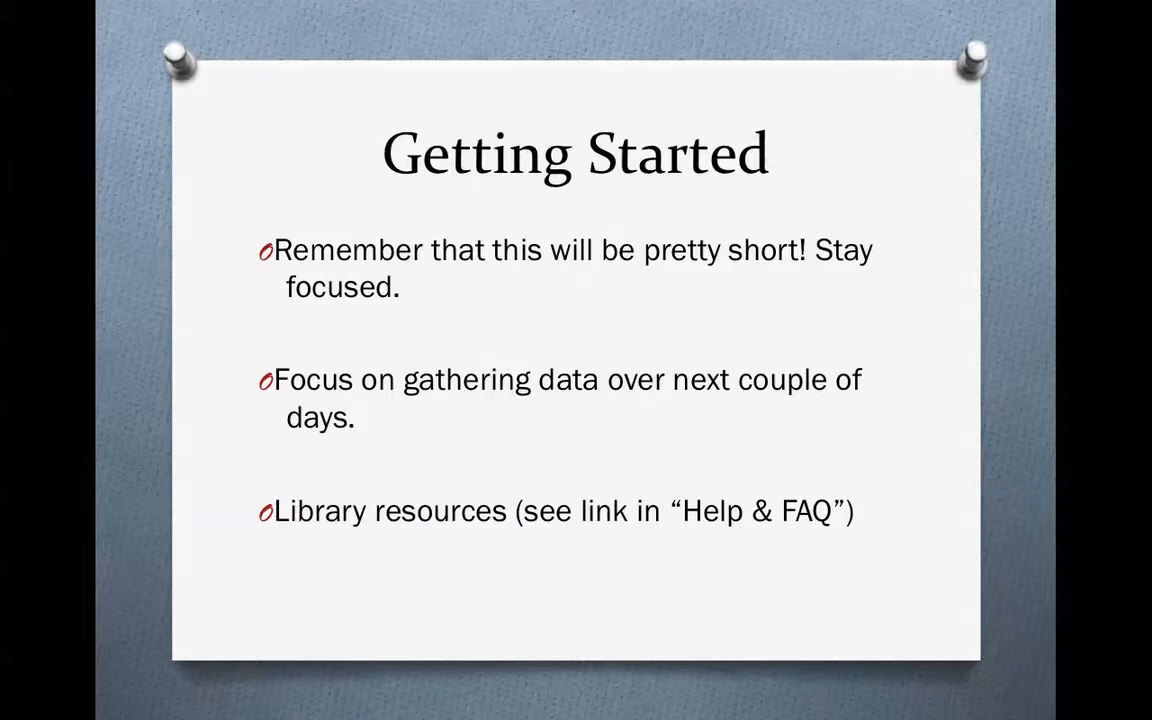 Getting Started
Remember that this will be pretty short! Stay
focused.
Focus on gathering data over next couple of
days.
Library resources (see link in “Help & FAQ”)